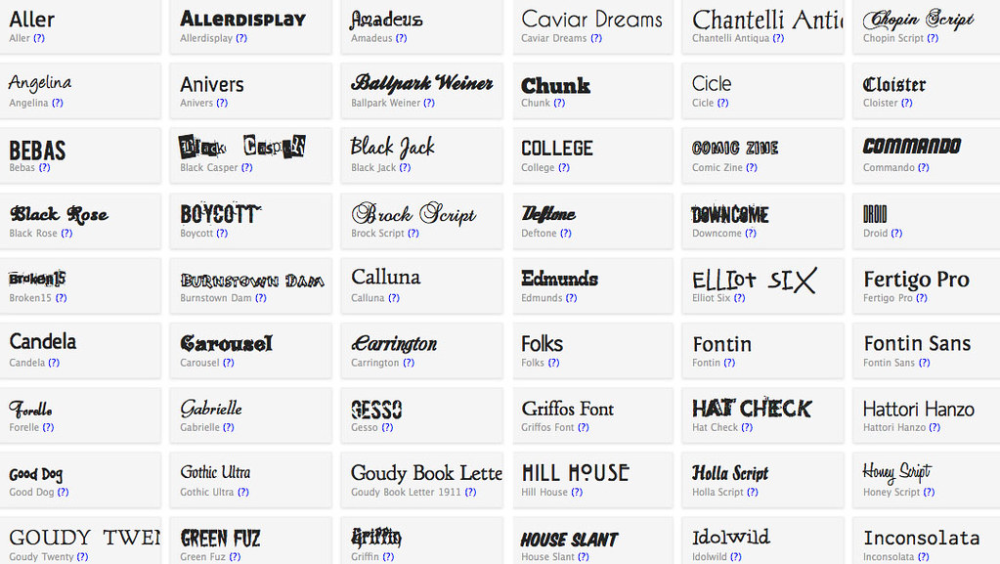 Aller
Aller (?)
Allerdisplay
Allerdisplay (?)
Amadeus
Amadeus (?)
Caviar Dreams
Caviar Dreams (?)
Chantelli Antiq
Chantelli Antiqua (?)
Chopin Script
Chopin Script (?)
Angelina
Angelina (?)
Anivers
Anivers (?)
Ballpark Weiner
Ballpark Weiner (?)
Chunk
Chunk (?)
Cicle
Cicle (?)
Cloister
Cloister (?)
BEBAS
Bebas (?)
Black Casper
Black Casper (?)
Black Jack
Black Jack (?)
COLLEGE
College (?)
COMIC ZINE
Comic Zine (?)
COMMANDO
Commando (?)
Black Rose
Black Rose (?)
BOYCOTT
Boycott (?)
Brock Script
Brock Script (?)
Deftone
Deftone (?)
DOWNCOME
Downcome (?)
DROID
Droid (?)
Broken15
Broken15 (?)
BURNSTOWN DAM
Burnstown Dam (?)
Calluna
Calluna (?)
Edmunds
Edmunds (?)
ELLIot SIX
Elliot Six (?)
Fertigo Pro
Fertigo Pro (?)
Candela
Candela (?)
Carousel
Carousel (?)
Carrington
Carrington (?)
Folks
Folks (?)
Fontin
Fontin (?)
Fontin Sans
Fontin Sans (?)
Forelle
Forelle (?)
Gabrielle
Gabrielle (?)
GESSO
Gesso (?)
Griffos Font
Griffos Font (?)
HAT CHECK
Hat Check (?)
Hattori Hanzo
Hattori Hanzo (?)
Good Dog
Good Dog (?)
Gothic Ultra
Gothic Ultra (?)
Goudy Book Lette
Goudy Book Letter 1911 (?)
HILL HOUSE
Hill House (?)
Holla Script
Holla Script (?)
Honey Script
Honey Script (?)
GOUDY TWEN
Goudy Twenty (?)
GREEN FUZ
Green Fuz (?)
Griffin
Griffin (?)
HOUSE SLANT
House Slant (?)
Idolwild
Idolwild (?)
Inconsolata
Inconsolata (?)